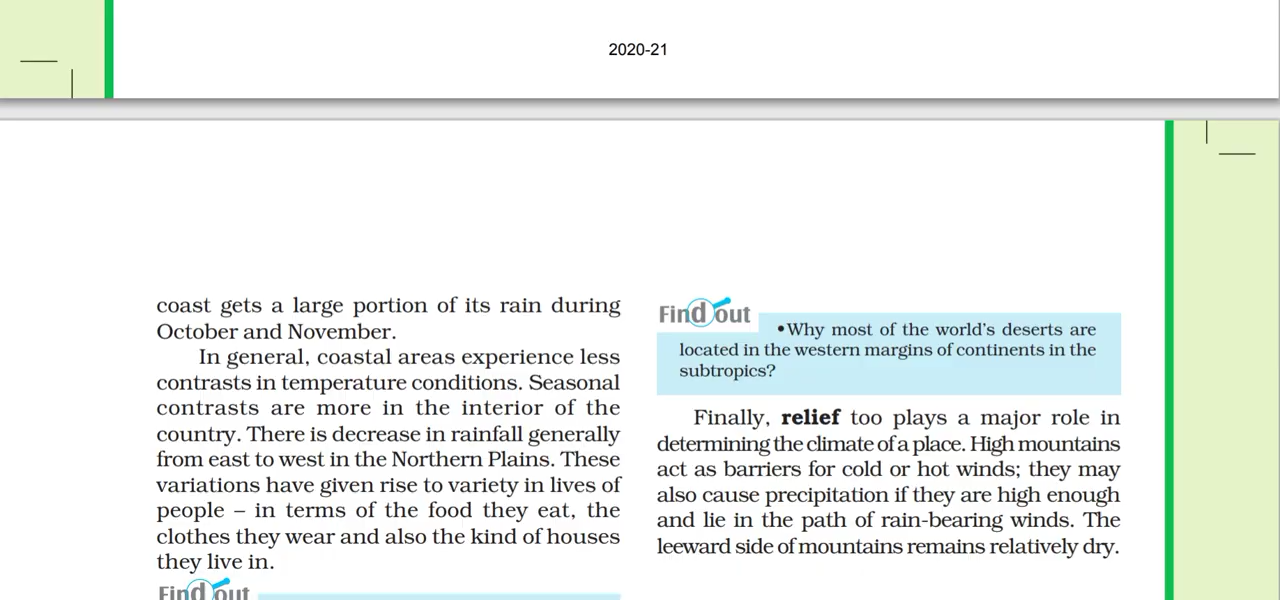 2020-21
coast gets a large portion of its rain during
October and November.
In general, coastal areas experience less
contrasts in temperature conditions. Seasonal
contrasts are more in the interior of the
country. There is decrease in rainfall generally
from east to west in the Northern Plains. These
variations have given rise to variety in lives of
people – in terms of the food they eat, the
clothes they wear and also the kind of houses
they live in.
Find out
Find out
•Why most of the world's deserts are
located in the western margins of continents in the
subtropics?
Finally, relief too plays a major role in
determining the climate of a place. High mountains
act as barriers for cold or hot winds; they may
also cause precipitation if they are high enough
and lie in the path of rain-bearing winds. The
leeward side of mountains remains relatively dry.